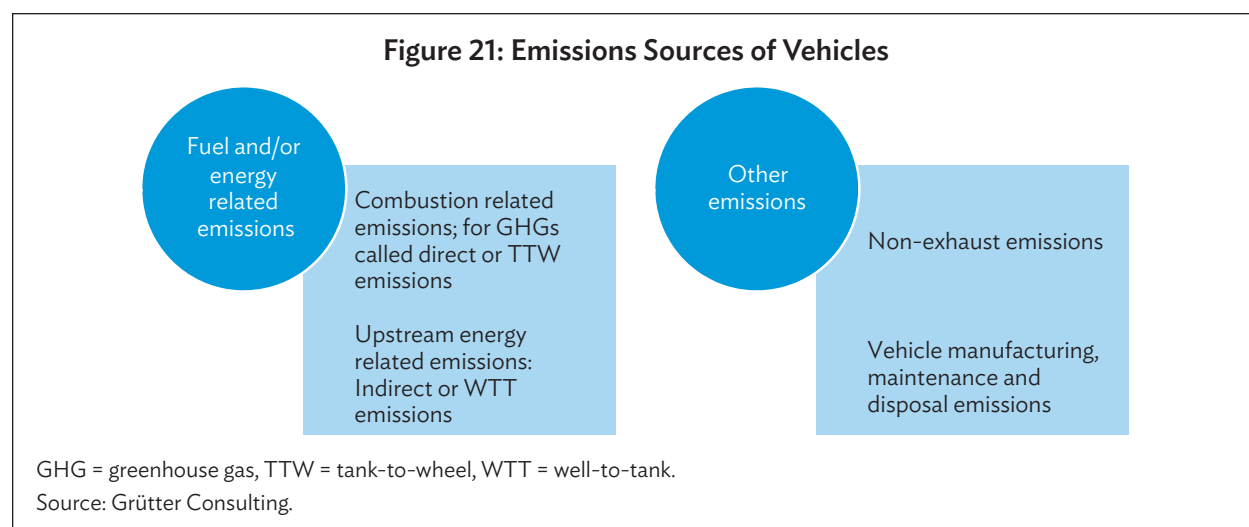 Figure 21: Emissions Sources of Vehicles
Fuel and/or
energy
related
emissions
Combustion related
emissions; for GHGs
called direct or TTW
emissions
Upstream energy
related emissions:
Indirect or WTT
emissions
Other
emissions
Non-exhaust emissions
Vehicle manufacturing,
maintenance and
disposal emissions
GHG = greenhouse gas, TTW = tank-to-wheel, WTT = well-to-tank.
Source: Grütter Consulting.